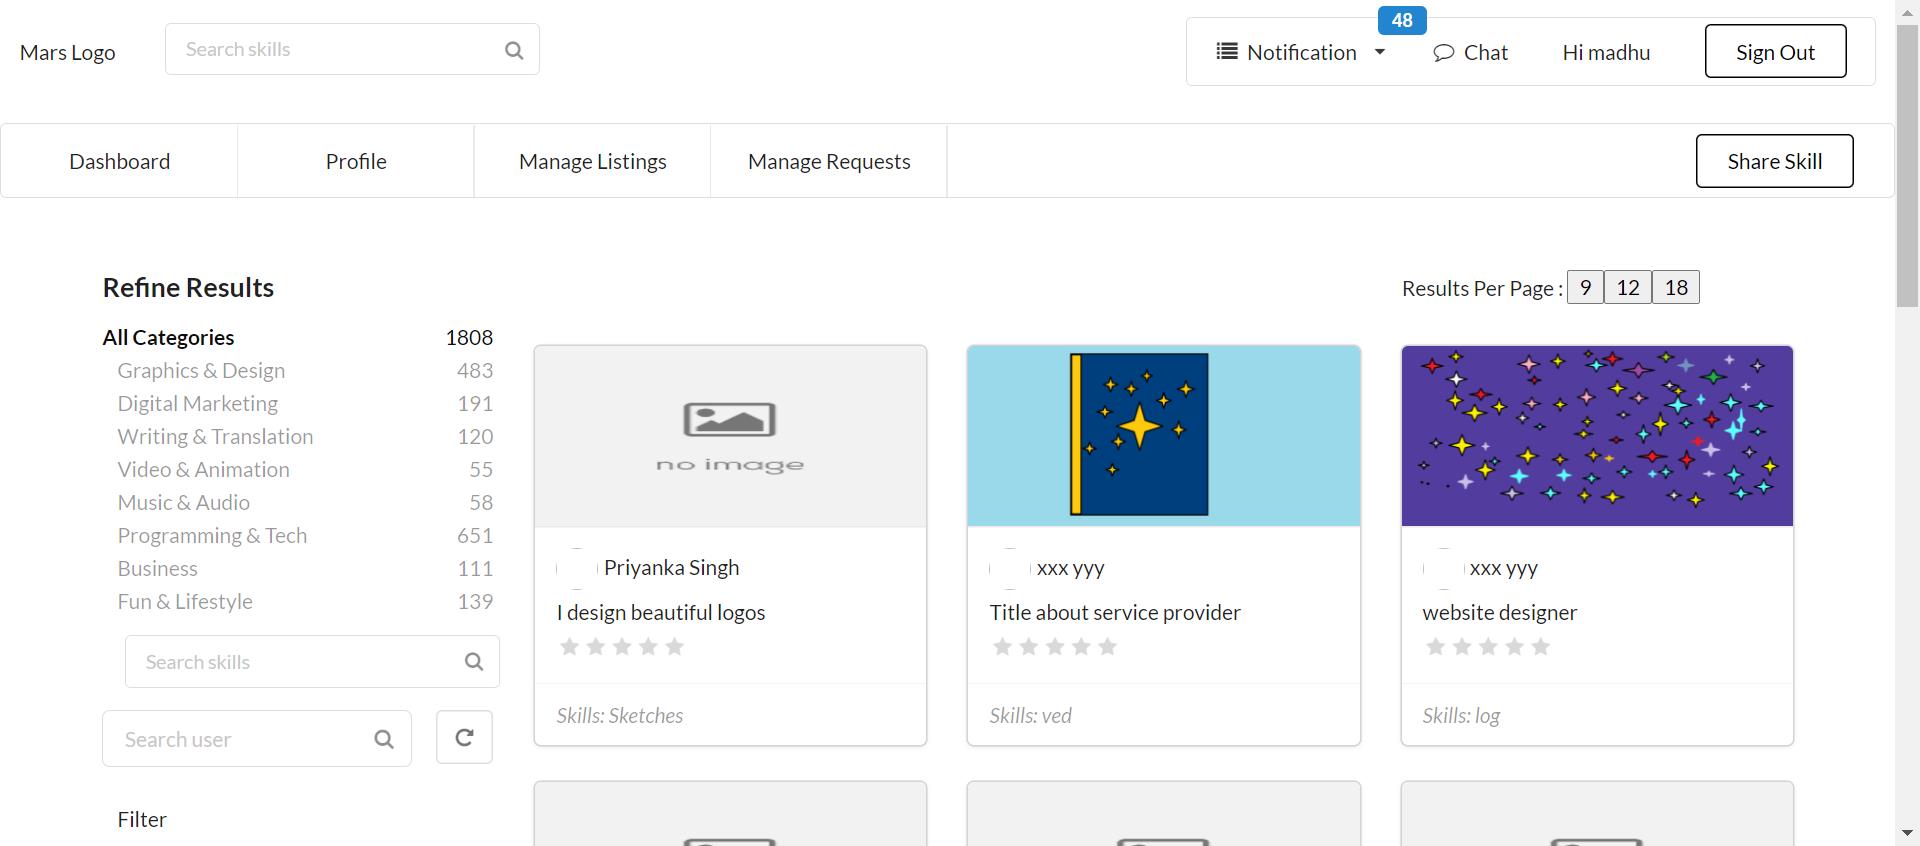 48
Mars Logo
Search skills
Notification
Chat
Hi madhu
Sign Out
Dashboard
Profile
Manage Listings
Manage Requests
Share Skill
Refine Results
Results Per Page :
9
12
18
All Categories 1808
Graphics & Design 483
Digital Marketing 191
Writing & Translation 120
Video & Animation 55
Music & Audio 58
Programming & Tech 651
Business 111
Fun & Lifestyle 139
Search skills
Search user
Filter
no image
Priyanka Singh
I design beautiful logos
Skills: Sketches
xxx yyy
Title about service provider
Skills: ved
xxx yyy
website designer
Skills: log